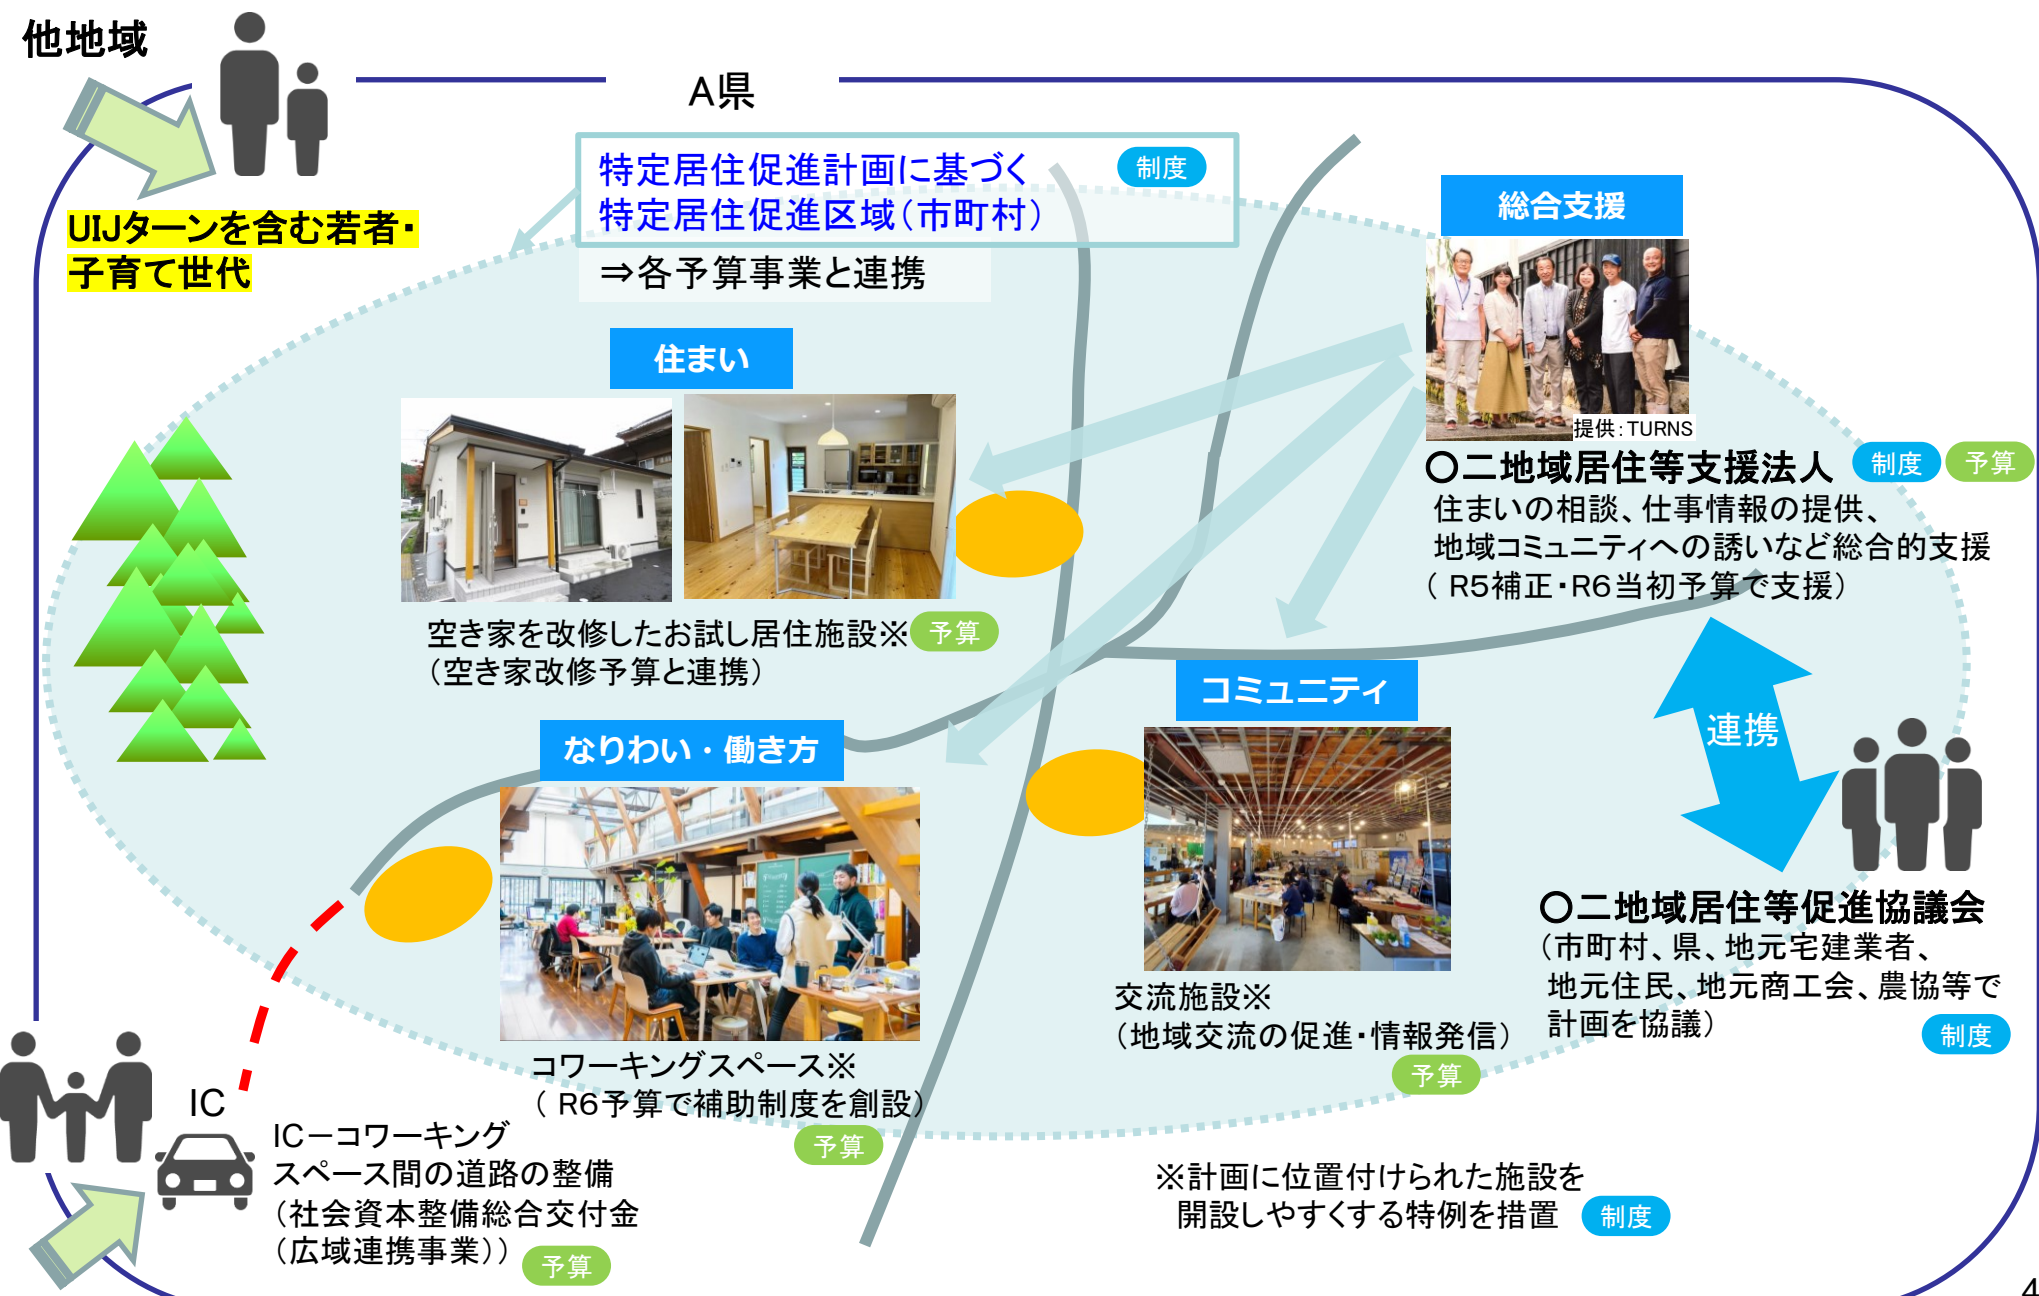 他地域
A県
特定居住促進計画に基づく 制度
特定居住促進区域（市町村）
⇒各予算事業と連携
UIJターンを含む若者・
子育て世代
総合支援
提供：TURNS
〇二地域居住等支援法人 制度 予算
住まいの相談、仕事情報の提供、
地域コミュニティへの誘いなど総合的支援
（ R5補正・R6当初予算で支援）
住まい
空き家を改修したお試し居住施設※ 予算
（空き家改修予算と連携）
コミュニティ
交流施設※
（地域交流の促進・情報発信）
予算
なりわい・働き方
コワーキングスペース※
（ R6予算で補助制度を創設）
予算
連携
〇二地域居住等促進協議会
（市町村、県、地元宅建業者、
地元住民、地元商工会、農協等で
計画を協議）
制度
IC
IC－コワーキング
スペース間の道路の整備
（社会資本整備総合交付金
（広域連携事業））
予算
※計画に位置付けられた施設を
開設しやすくする特例を措置 制度
4